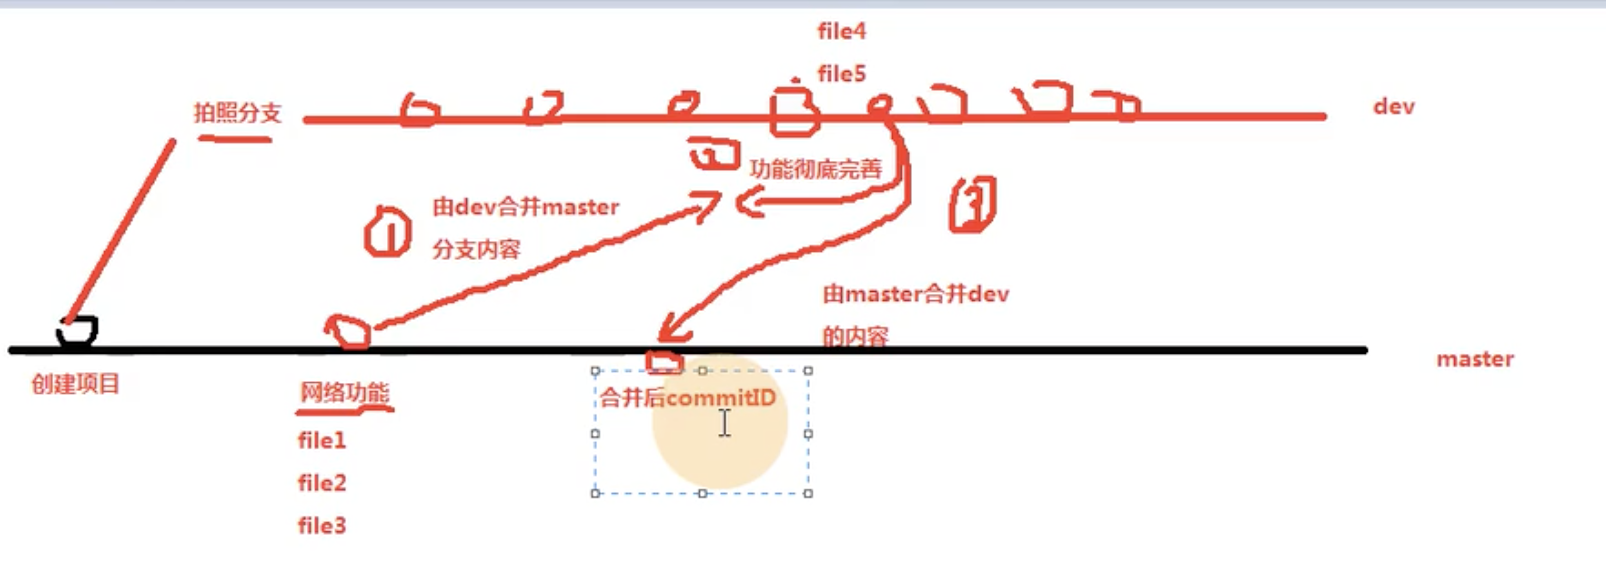 file4
file5
拍照分支
dev
功能彻底完善
由dev合并master
分支内容
①
②
③
由master合并dev
的内容
master
创建项目
网络功能
合并后commitID
file1
file2
file3